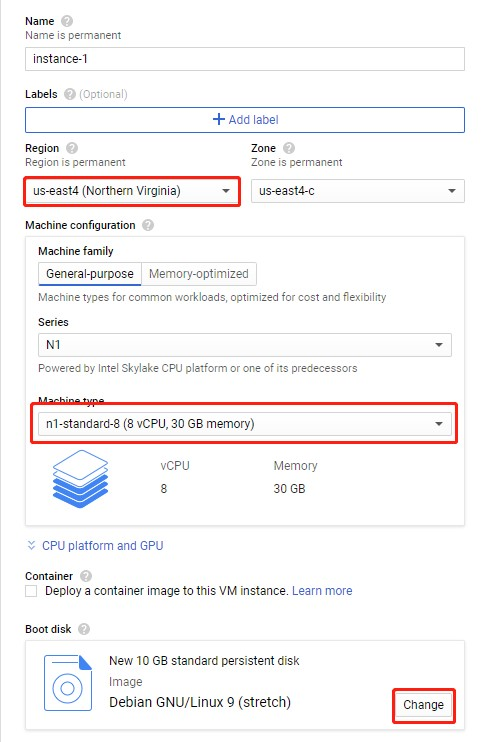 Name
Name is permanent
instance-1
Labels (Optional)
Add label
Region
Region is permanent
Zone
Zone is permanent
us-east4 (Northern Virginia)
us-east4-c
Machine configuration
Machine family
General-purpose
Memory-optimized
Machine types for common workloads, optimized for cost and flexibility
Series
N1
Powered by Intel Skylake CPU platform or one of its predecessors
Machine type
n1-standard-8 (8 vCPU, 30 GB memory)
vCPU
Memory
8
30 GB
CPU platform and GPU
Container
Deploy a container image to this VM instance. Learn more
Boot disk
New 10 GB standard persistent disk
Image
Debian GNU/Linux 9 (stretch)
Change